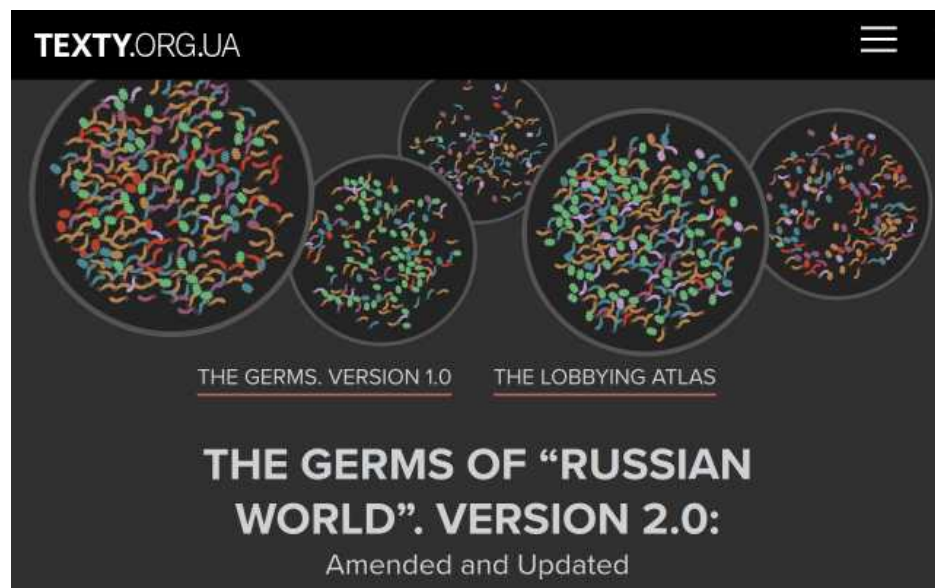 TEXTY.ORG.UA
THE GERMS. VERSION 1.0 THE LOBBYING ATLAS
THE GERMS OF “RUSSIAN
WORLD”. VERSION 2.0:
Amended and Updated